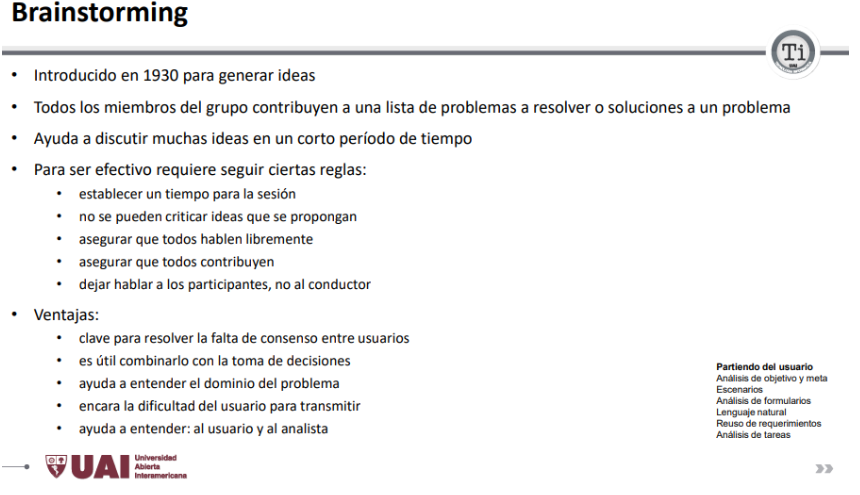 Brainstorming
Ti
• Introducido en 1930 para generar ideas
• Todos los miembros del grupo contribuyen a una lista de problemas a resolver o soluciones a un problema
• Ayuda a discutir muchas ideas en un corto período de tiempo
• Para ser efectivo requiere seguir ciertas reglas:
• establecer un tiempo para la sesión
• no se pueden criticar ideas que se propongan
• asegurar que todos hablen libremente
• asegurar que todos contribuyen
• dejar hablar a los participantes, no al conductor
• Ventajas:
• clave para resolver la falta de consenso entre usuarios
• es útil combinarlo con la toma de decisiones
• ayuda a entender el dominio del problema
• encara la dificultad del usuario para transmitir
• ayuda a entender: al usuario y al analista
Partiendo del usuario
Análisis de objetivo y meta
Escenarios
Análisis de formularios
Lenguaje natural
Reuso de requerimientos
Análisis de tareas
UAI Universidad
Abierta
Interamericana